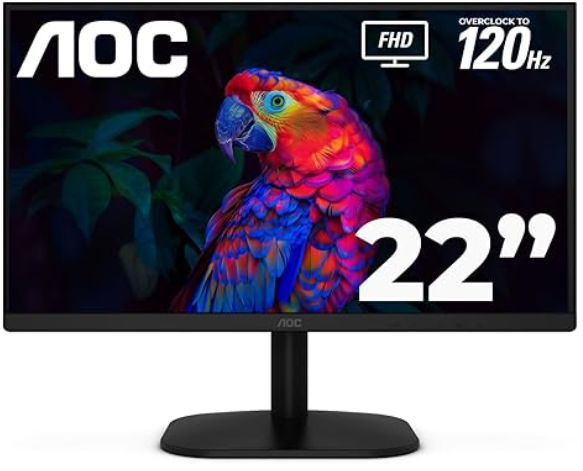 AOC
FHD
OVERCLOCK TO
120Hz
22”
AOC